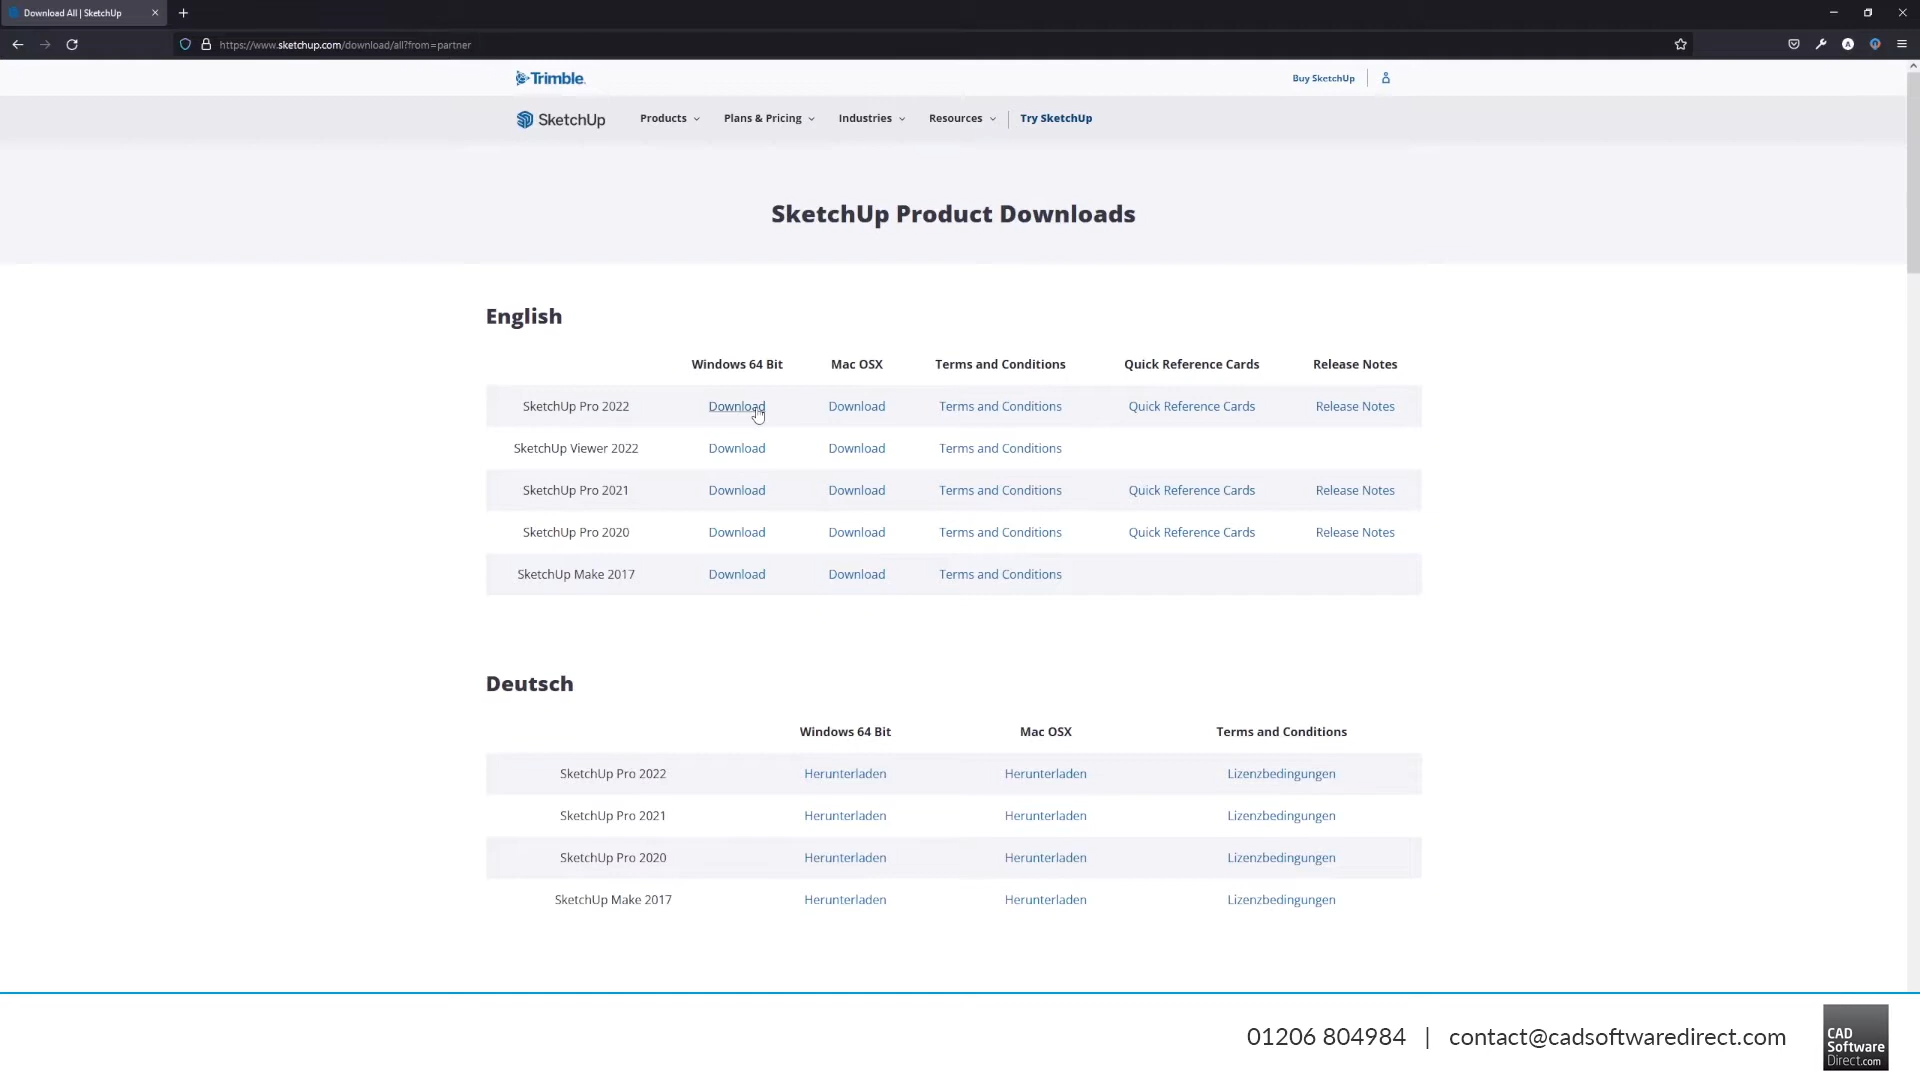 Download All | SketchUp
https://www.sketchup.com/download/all?from=partner
Trimble.
Buy SketchUp
SketchUp
Products
Plans & Pricing
Industries
Resources
Try SketchUp
SketchUp Product Downloads
English
Windows 64 Bit Mac OSX Terms and Conditions Quick Reference Cards Release Notes
SketchUp Pro 2022 Download Download Terms and Conditions Quick Reference Cards Release Notes
SketchUp Viewer 2022 Download Download Terms and Conditions
SketchUp Pro 2021 Download Download Terms and Conditions Quick Reference Cards Release Notes
SketchUp Pro 2020 Download Download Terms and Conditions Quick Reference Cards Release Notes
SketchUp Make 2017 Download Download Terms and Conditions
Deutsch
Windows 64 Bit Mac OSX Terms and Conditions
SketchUp Pro 2022 Herunterladen Herunterladen Lizenzbedingungen
SketchUp Pro 2021 Herunterladen Herunterladen Lizenzbedingungen
SketchUp Pro 2020 Herunterladen Herunterladen Lizenzbedingungen
SketchUp Make 2017 Herunterladen Herunterladen Lizenzbedingungen
01206 804984 | contact@cadsoftwaredirect.com
CAD
Software
Direct.com